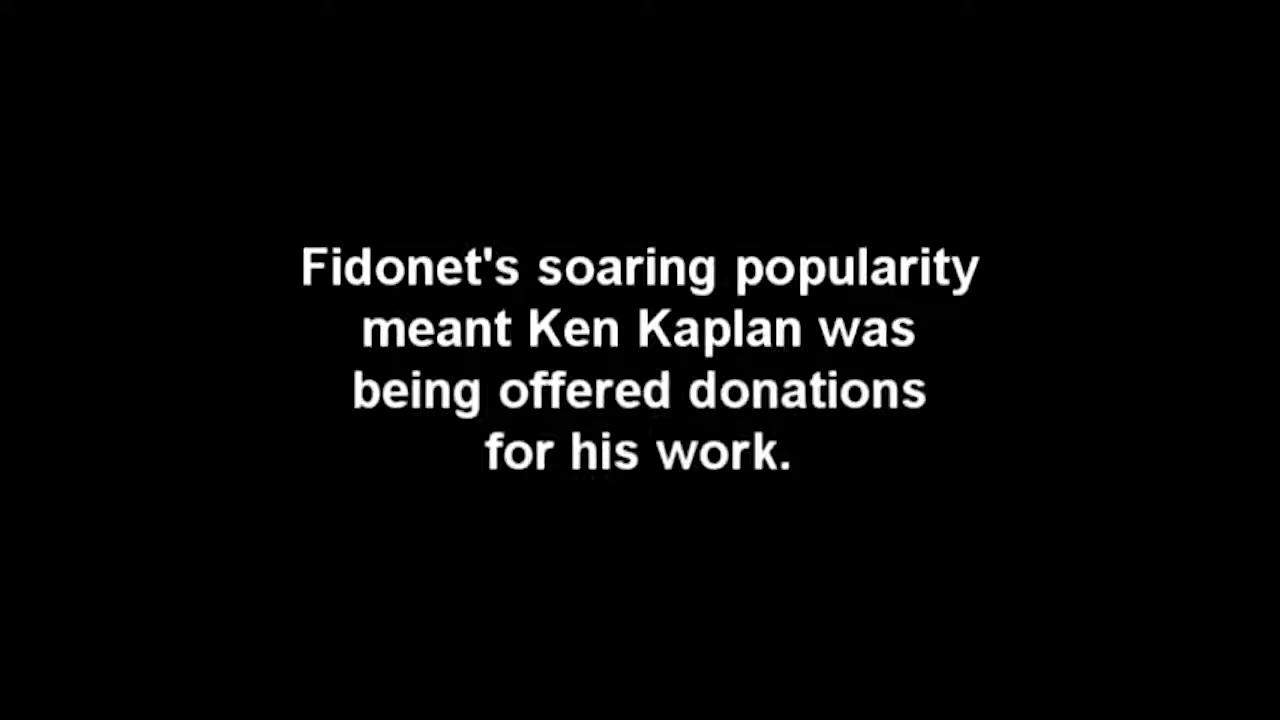 Fidonet's soaring popularity
meant Ken Kaplan was
being offered donations
for his work.